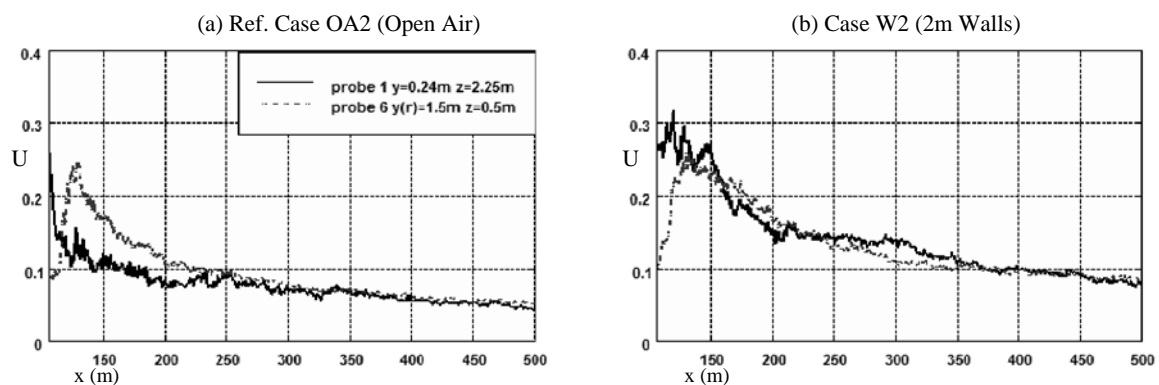 (a) Ref. Case OA2 (Open Air)
(b) Case W2 (2m Walls)
0.4
0.3
U
0.2
0.1
0
probe 1 y=0.24m z=2.25m
probe 6 y(r)=1.5m z=0.5m
150 200 250 300 350 400 450 500
x (m)
0.4
0.3
U
0.2
0.1
0
150 200 250 300 350 400 450 500
x (m)